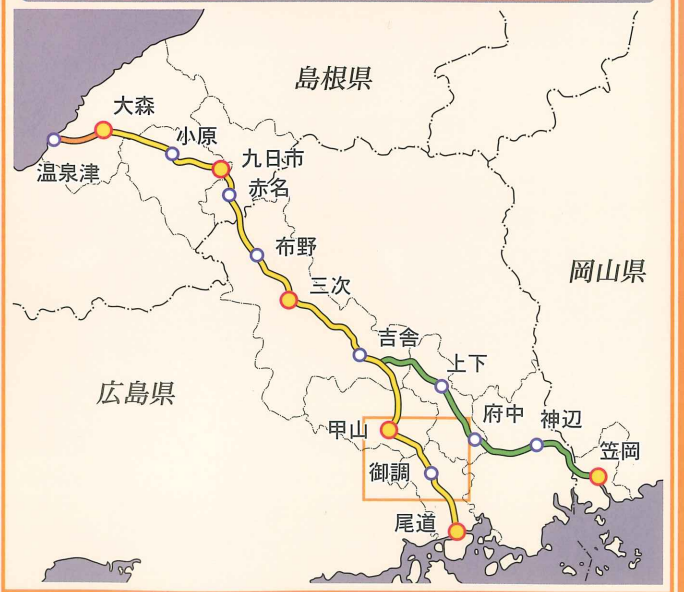 島根県
大森
小原
九日市
温泉津
赤名
布野
岡山県
三次
吉舎
上下
広島県
府中
神辺
甲山
笠岡
御調
尾道